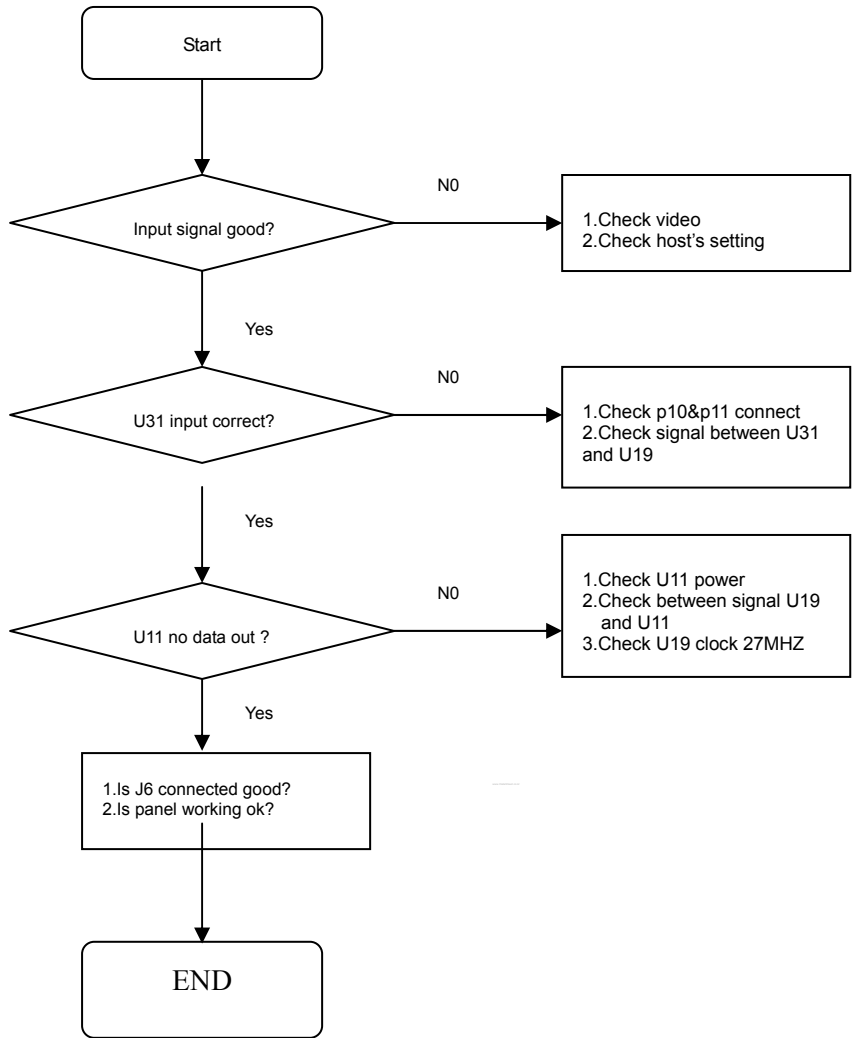 Start
N0
Input signal good?
1.Check video
2.Check host’s setting
Yes
N0
U31 input correct?
1.Check p10&p11 connect
2.Check signal between U31
and U19
Yes
N0
U11 no data out ?
1.Check U11 power
2.Check between signal U19
and U11
3.Check U19 clock 27MHZ
Yes
1.Is J6 connected good?
2.Is panel working ok?
END